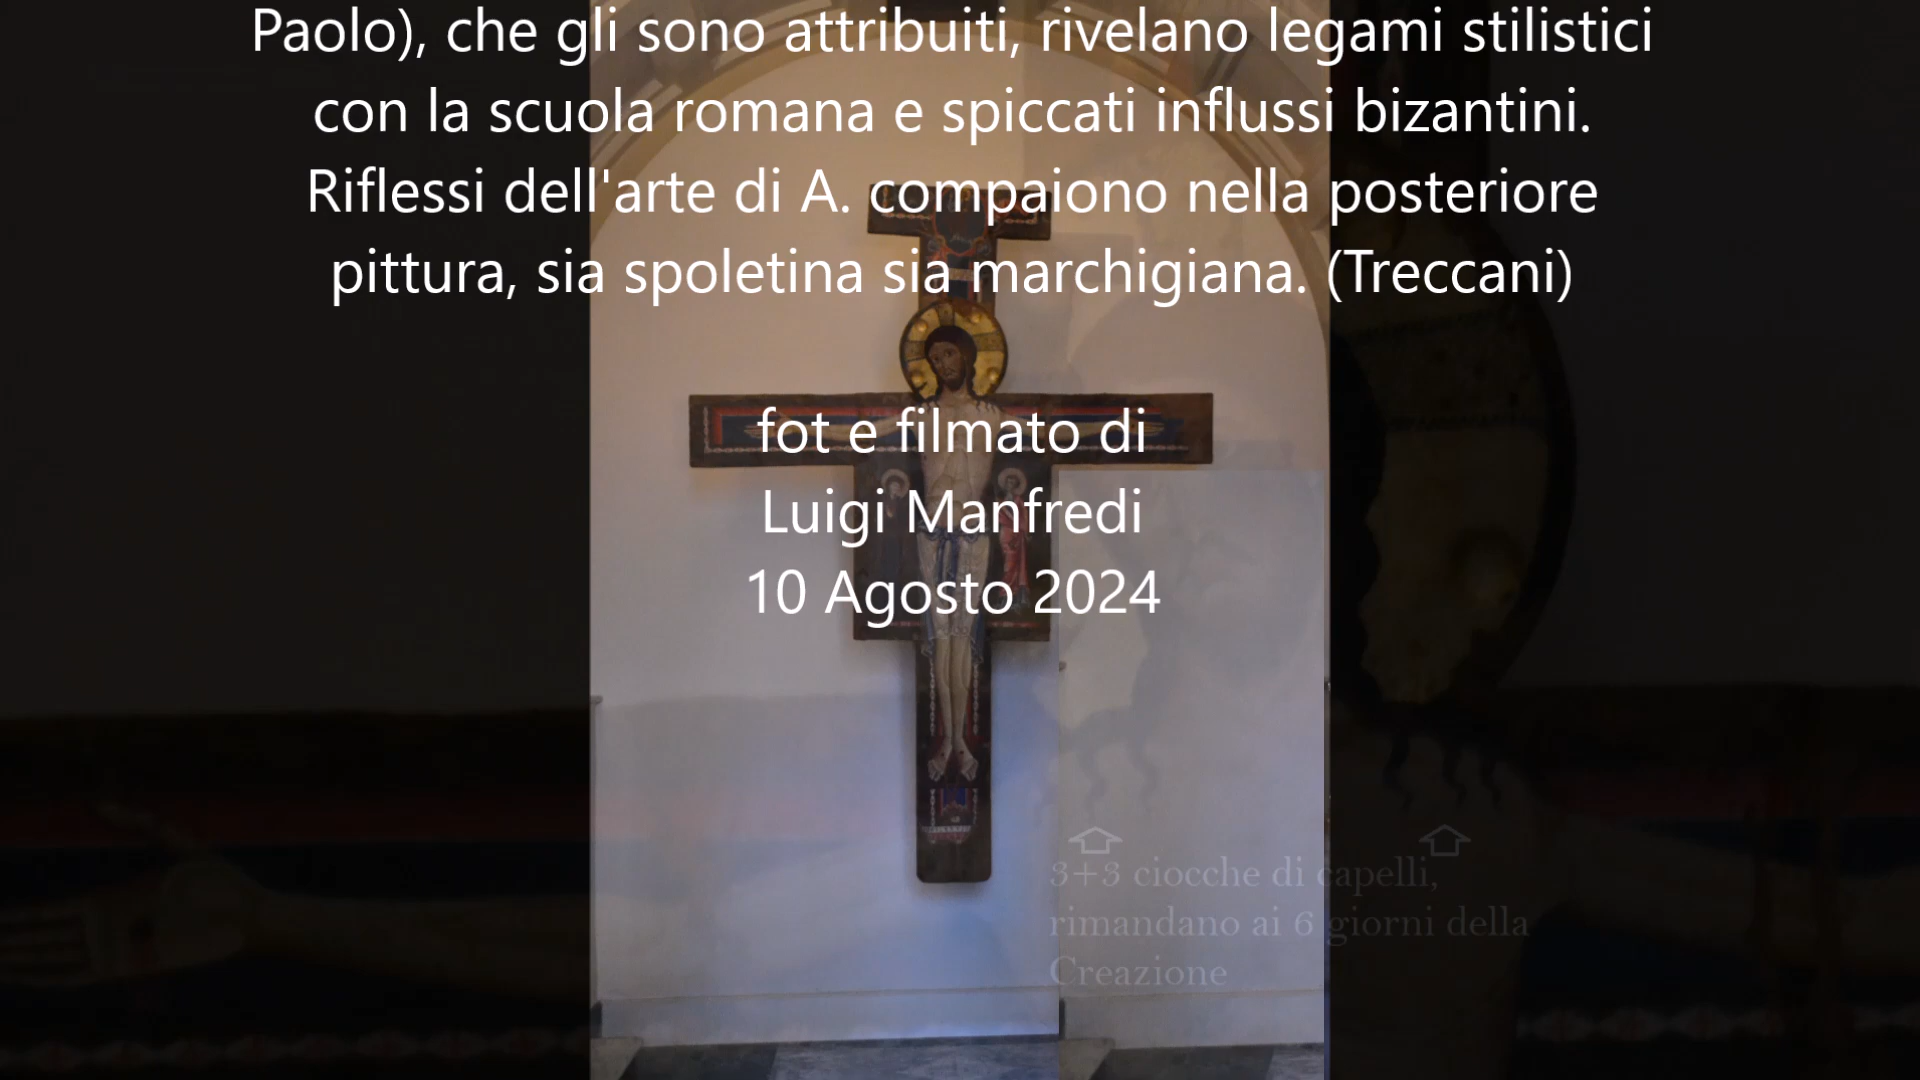 Paolo), che gli sono attribuiti, rivelano legami stilistici
con la scuola romana e spiccati influssi bizantini.
Riflessi dell'arte di A. compaiono nella posteriore
pittura, sia spoletina sia marchigiana. (Treccani)
fot e filmato di
Luigi Manfredi
10 Agosto 2024
3+3 ciocche di capelli,
rimandano ai 6 giorni della
Creazione